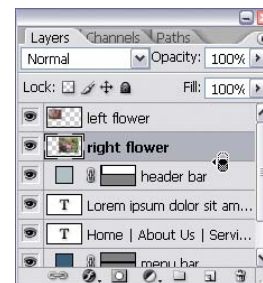 Layers Channels Paths
Normal Opacity: 100%
Lock: Fill: 100%
left flower
right flower
header bar
T Lorem ipsum dolor sit am...
T Home | About Us | Servi...
menu bar